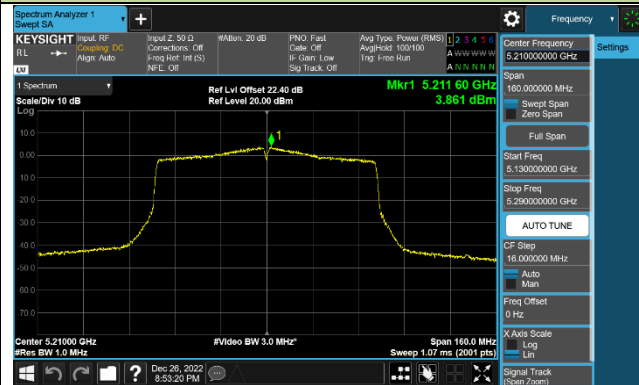 Spectrum Analyzer 1
Swept SA
Frequency
KEYSIGHT
Input: RF
Coupling: DC
Align: Auto
Input Z: 50 Ω
Corrections: Off
Freq Ref: Int (S)
NFE: Off
#Atten: 20 dB
PNO: Fast
Gate: Off
IF Gain: Low
Sig Track: Off
Avg Type: Power (RMS)
Avg|Hold: 100/100
Trig: Free Run
1 2 3 4 5 6
A W W W W W
A N N N N N
RL
LXI
1 Spectrum
Scale/Div 10 dB
Log
Ref Lvl Offset 22.40 dB
Ref Level 20.00 dBm
Mkr1 5.211 60 GHz
3.861 dBm
1
10.0
0.00
-10.0
-20.0
-30.0
-40.0
-50.0
-60.0
-70.0
Center 5.21000 GHz
#Res BW 1.0 MHz
#Video BW 3.0 MHz*
Span 160.0 MHz
Sweep 1.07 ms (2001 pts)
Center Frequency
5.210000000 GHz
Settings
Span
160.000000 MHz
Swept Span
Zero Span
Full Span
Start Freq
5.130000000 GHz
Stop Freq
5.290000000 GHz
AUTO TUNE
CF Step
16.000000 MHz
Auto
Man
Freq Offset
0 Hz
X Axis Scale
Log
Lin
Signal Track
(Span Zoom)
Dec 26, 2022
8:53:20 PM